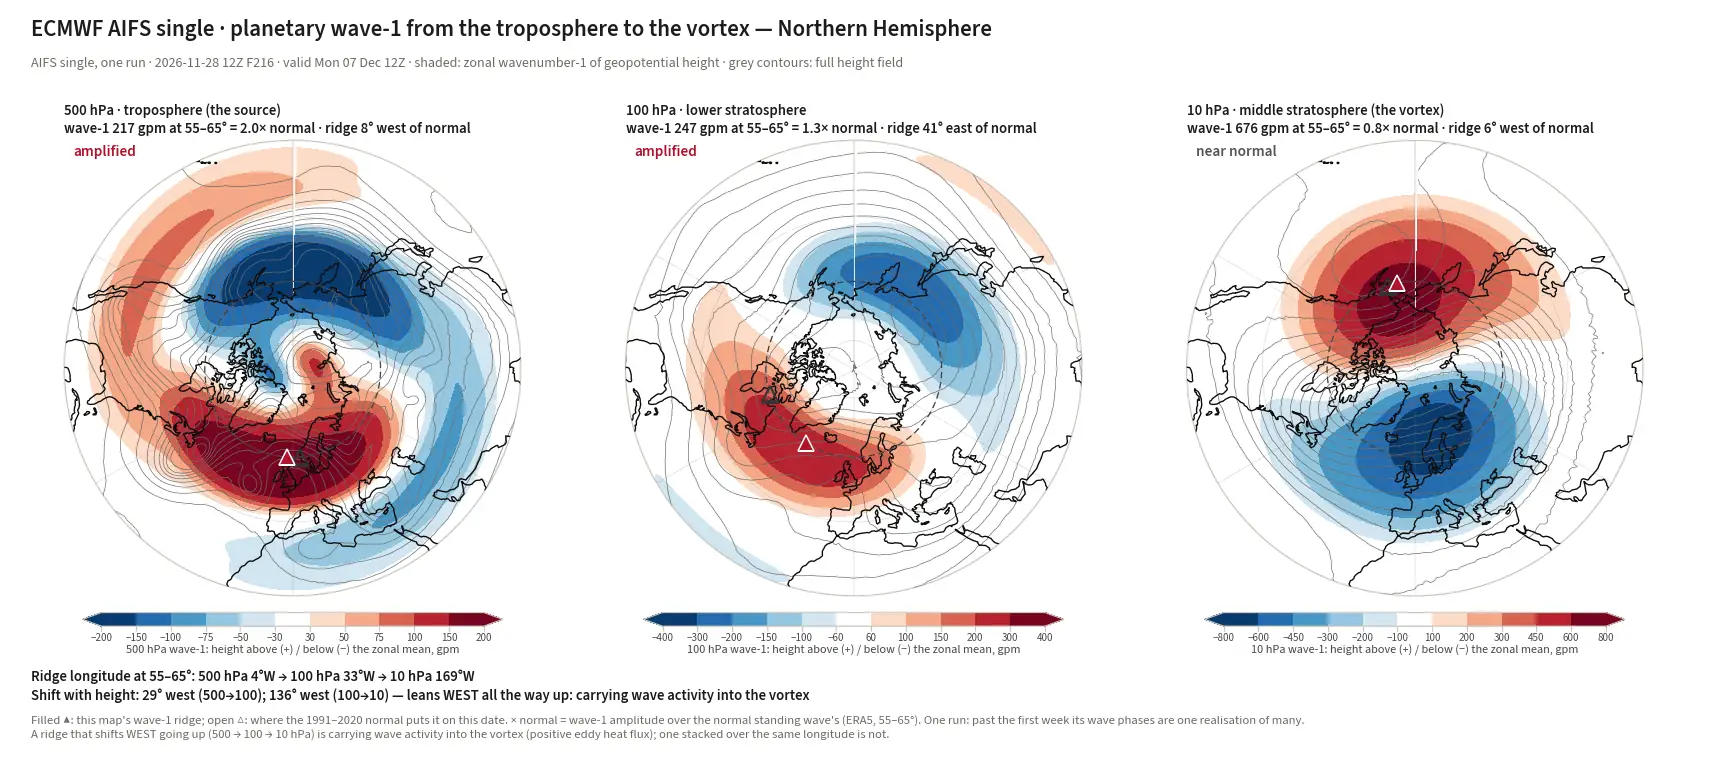 ECMWF AIFS single · planetary wave-1 from the troposphere to the vortex — Northern Hemisphere
AIFS single, one run · 2026-11-28 12Z F216 · valid Mon 07 Dec 12Z · shaded: zonal wavenumber-1 of geopotential height · grey contours: full height field
500 hPa · troposphere (the source)
wave-1 217 gpm at 55–65° = 2.0× normal · ridge 8° west of normal
amplified
100 hPa · lower stratosphere
wave-1 247 gpm at 55–65° = 1.3× normal · ridge 41° east of normal
amplified
10 hPa · middle stratosphere (the vortex)
wave-1 676 gpm at 55–65° = 0.8× normal · ridge 6° west of normal
near normal
−200 −150 −100 −75 −50 −30 30 50 75 100 150 200
500 hPa wave-1: height above (+) / below (−) the zonal mean, gpm
−400 −300 −200 −150 −100 −60 60 100 150 200 300 400
100 hPa wave-1: height above (+) / below (−) the zonal mean, gpm
−800 −600 −450 −300 −200 −100 100 200 300 450 600 800
10 hPa wave-1: height above (+) / below (−) the zonal mean, gpm
Ridge longitude at 55–65°: 500 hPa 4°W → 100 hPa 33°W → 10 hPa 169°W
Shift with height: 29° west (500→100); 136° west (100→10) — leans WEST all the way up: carrying wave activity into the vortex
Filled ▲: this map's wave-1 ridge; open △: where the 1991–2020 normal puts it on this date. × normal = wave-1 amplitude over the normal standing wave's (ERA5, 55–65°). One run: past the first week its wave phases are one realisation of many.
A ridge that shifts WEST going up (500 → 100 → 10 hPa) is carrying wave activity into the vortex (positive eddy heat flux); one stacked over the same longitude is not.